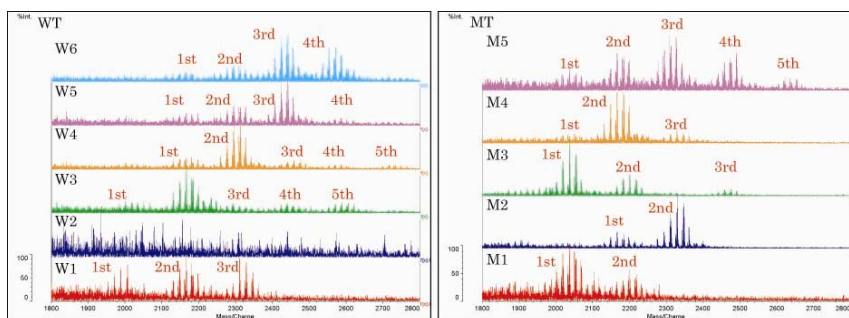 %Int.
WT
W6
1st 2nd 3rd 4th
W5
1st 2nd 3rd 4th
W4
1st 2nd 3rd 4th 5th
W3
1st 3rd 4th 5th
W2
100
50
0
W1
1st 2nd 3rd
1800 1900 2000 2100 2200 2300 2400 2500 2600 2700 2800
Mass/Charge
%Int.
MT
M5
1st 2nd 3rd 4th 5th
M4
1st 2nd 3rd
M3
1st 2nd 3rd
M2
1st 2nd
100
50
0
M1
1st 2nd
1800 1900 2000 2100 2200 2300 2400 2500 2600 2700 2800
Mass/Charge